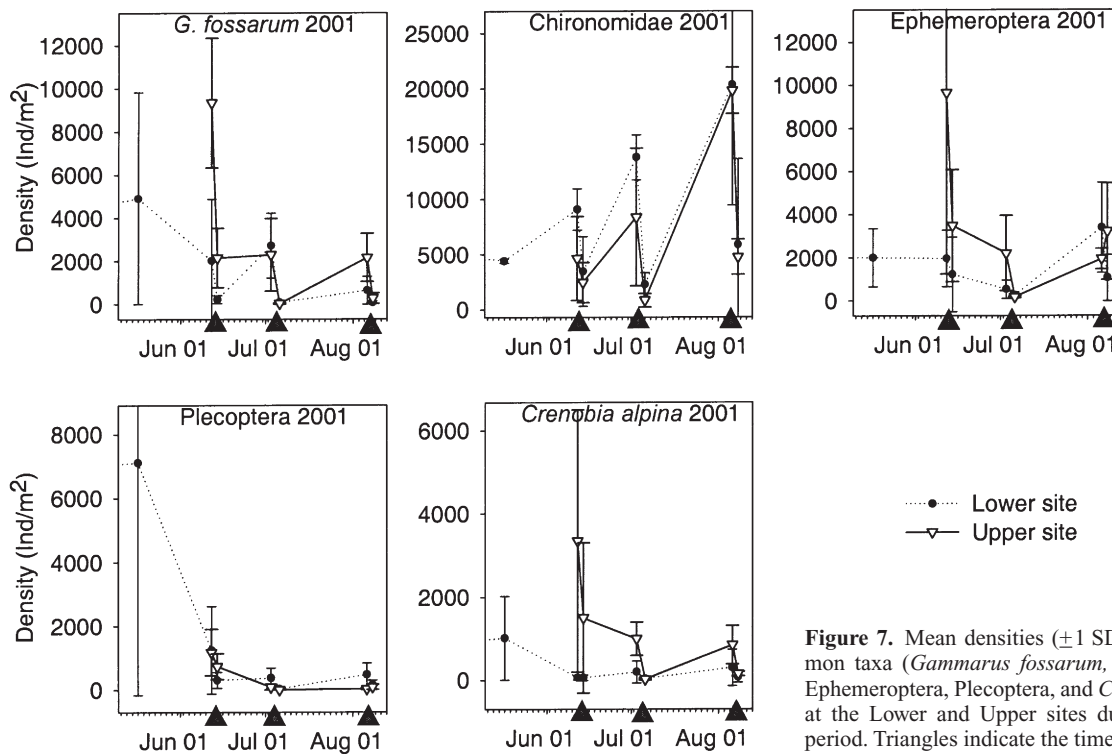 G. fossarum 2001
Density (Ind/m²)
12000
10000
8000
6000
4000
2000
0
Jun 01 Jul 01 Aug 01
Chironomidae 2001
25000
20000
15000
10000
5000
0
Jun 01 Jul 01 Aug 01
Ephemeroptera 2001
12000
10000
8000
6000
4000
2000
0
Jun 01 Jul 01 Aug 01
Plecoptera 2001
Density (Ind/m²)
8000
6000
4000
2000
0
Jun 01 Jul 01 Aug 01
Crenobia alpina 2001
6000
4000
2000
0
Jun 01 Jul 01 Aug 01
Lower site
Upper site
Figure 7. Mean densities (±1 SD
mon taxa (Gammarus fossarum,
Ephemeroptera, Plecoptera, and C
at the Lower and Upper sites du
period. Triangles indicate the time